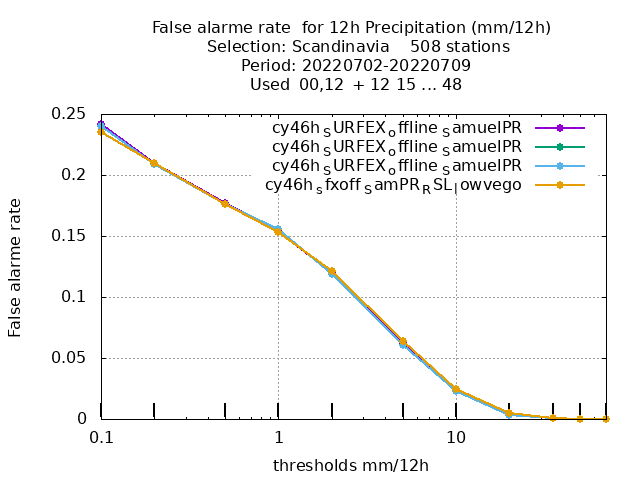 False alarme rate  for 12h Precipitation (mm/12h)
Selection: Scandinavia    508 stations
Period: 20220702-20220709
Used  00,12  + 12 15 ... 48
0.25
cy46h_SURFEX_offline_SamuelPR
cy46h_SURFEX_offline_SamuelPR
cy46h_SURFEX_offline_SamuelPR
cy46h_sfxoff_SamPR_RSL_lowvego
0.2
0.15
0.1
0.05
0
False alarme rate
0.1 1 10
thresholds mm/12h